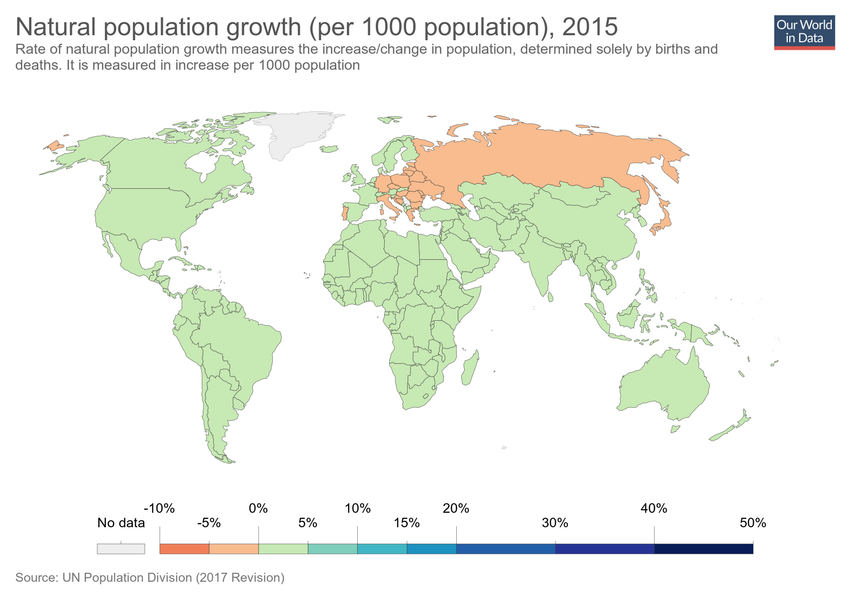 Natural population growth (per 1000 population), 2015
Our World
in Data
Rate of natural population growth measures the increase/change in population, determined solely by births and
deaths. It is measured in increase per 1000 population
-10% 0% 10% 20% 40%
No data -5% 5% 15% 30% 50%
Source: UN Population Division (2017 Revision)